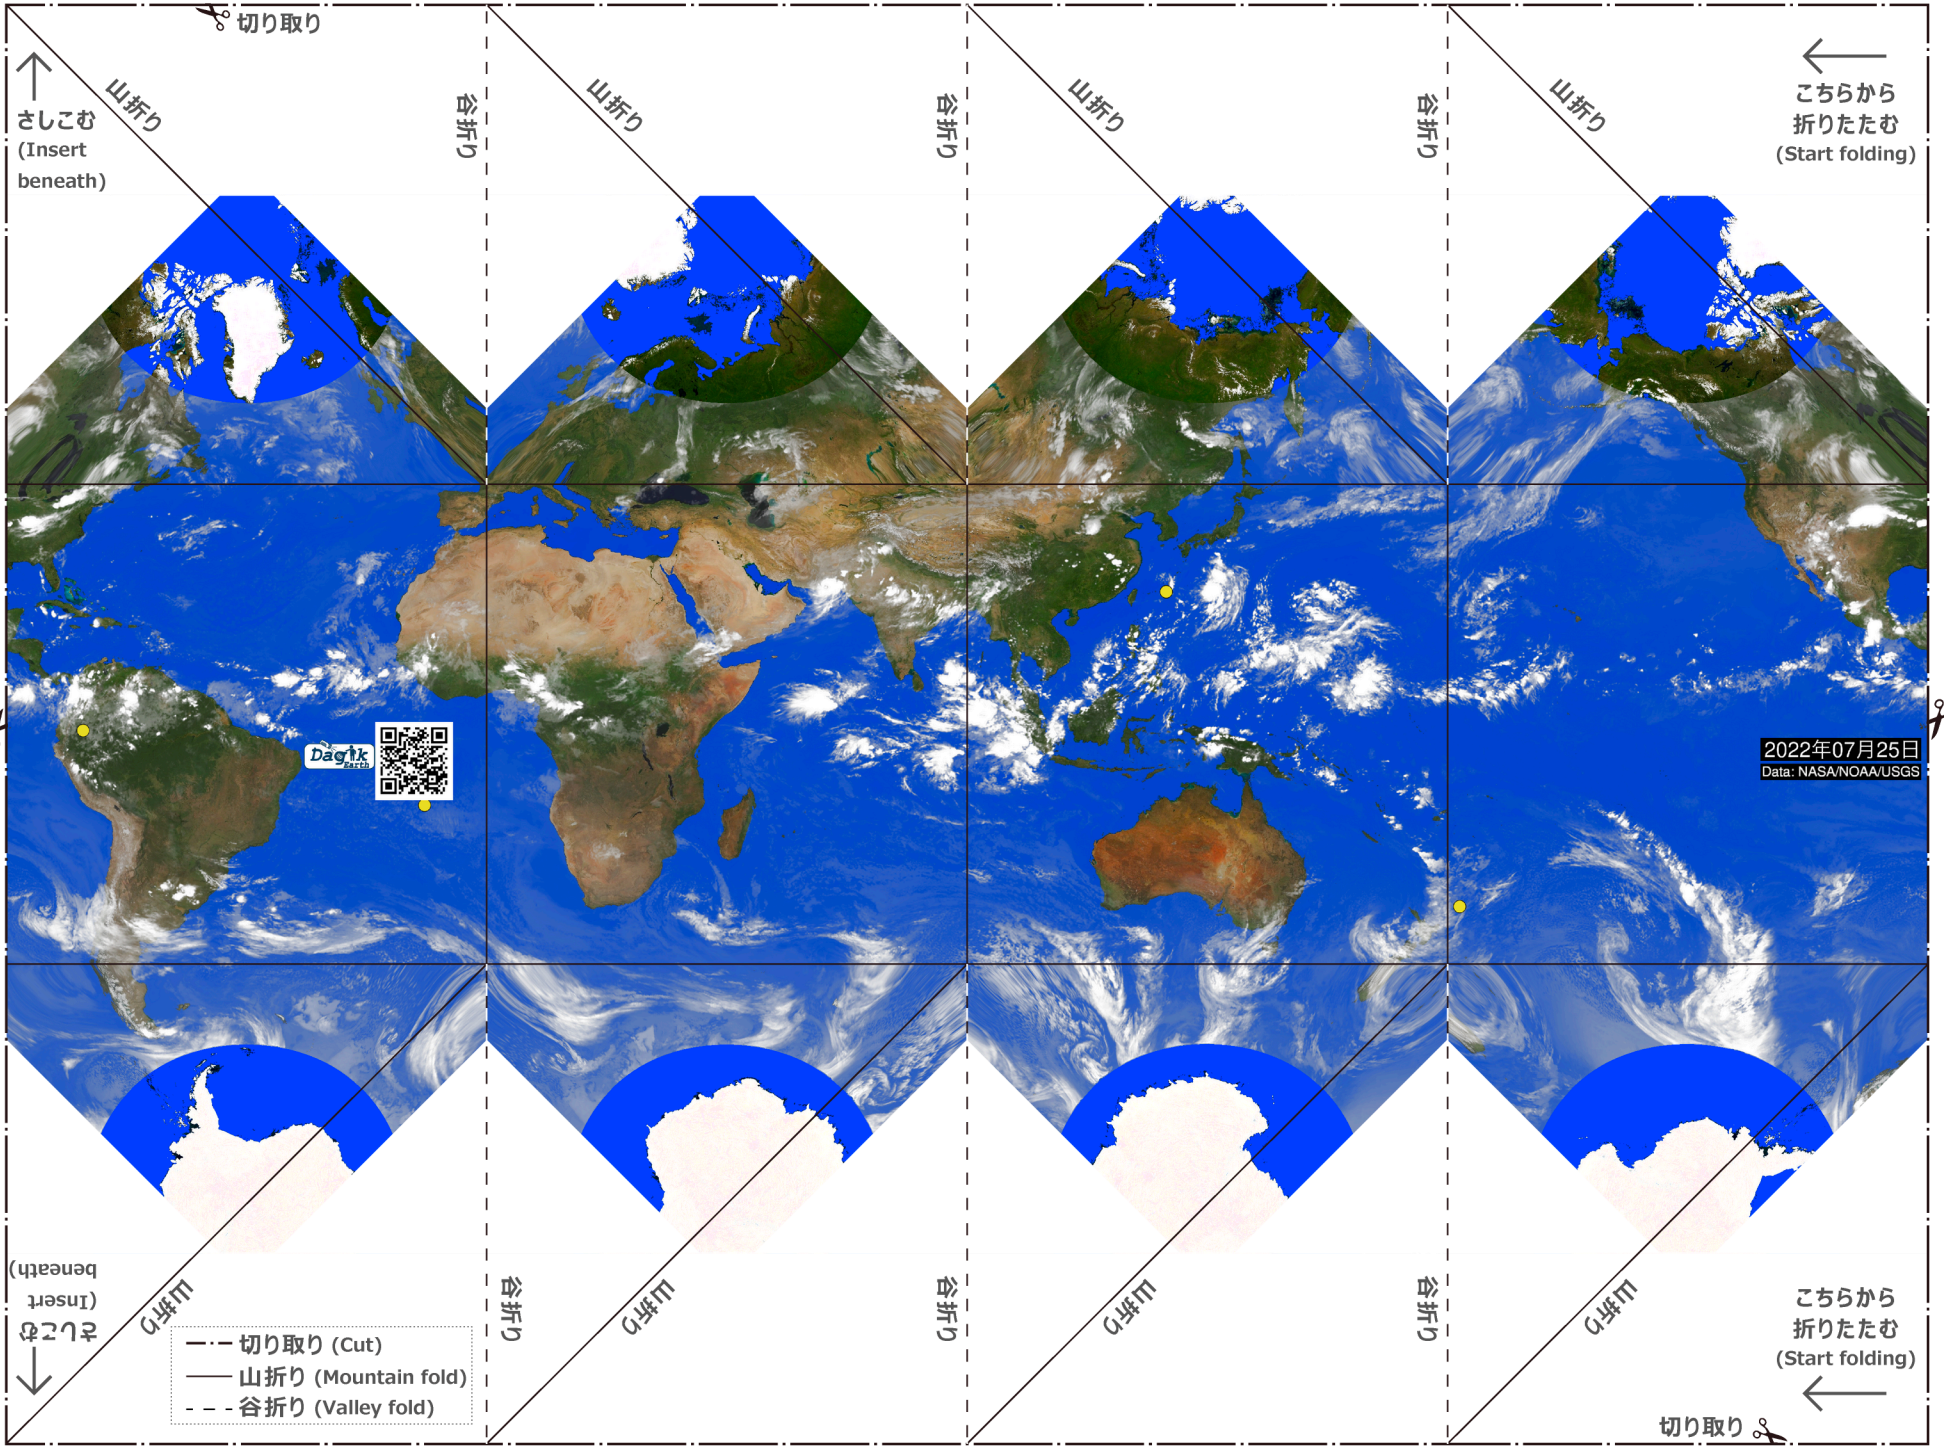 切り取り
さしこむ
(Insert
beneath)
山折り
谷折り
山折り
谷折り
山折り
谷折り
山折り
こちらから
折りたたむ
(Start folding)
Dagik
Earth
2022年07月25日
Data: NASA/NOAA/USGS
さしこむ
(Insert
beneath)
山折り
谷折り
山折り
谷折り
山折り
谷折り
山折り
こちらから
折りたたむ
(Start folding)
切り取り (Cut)
山折り (Mountain fold)
谷折り (Valley fold)
切り取り